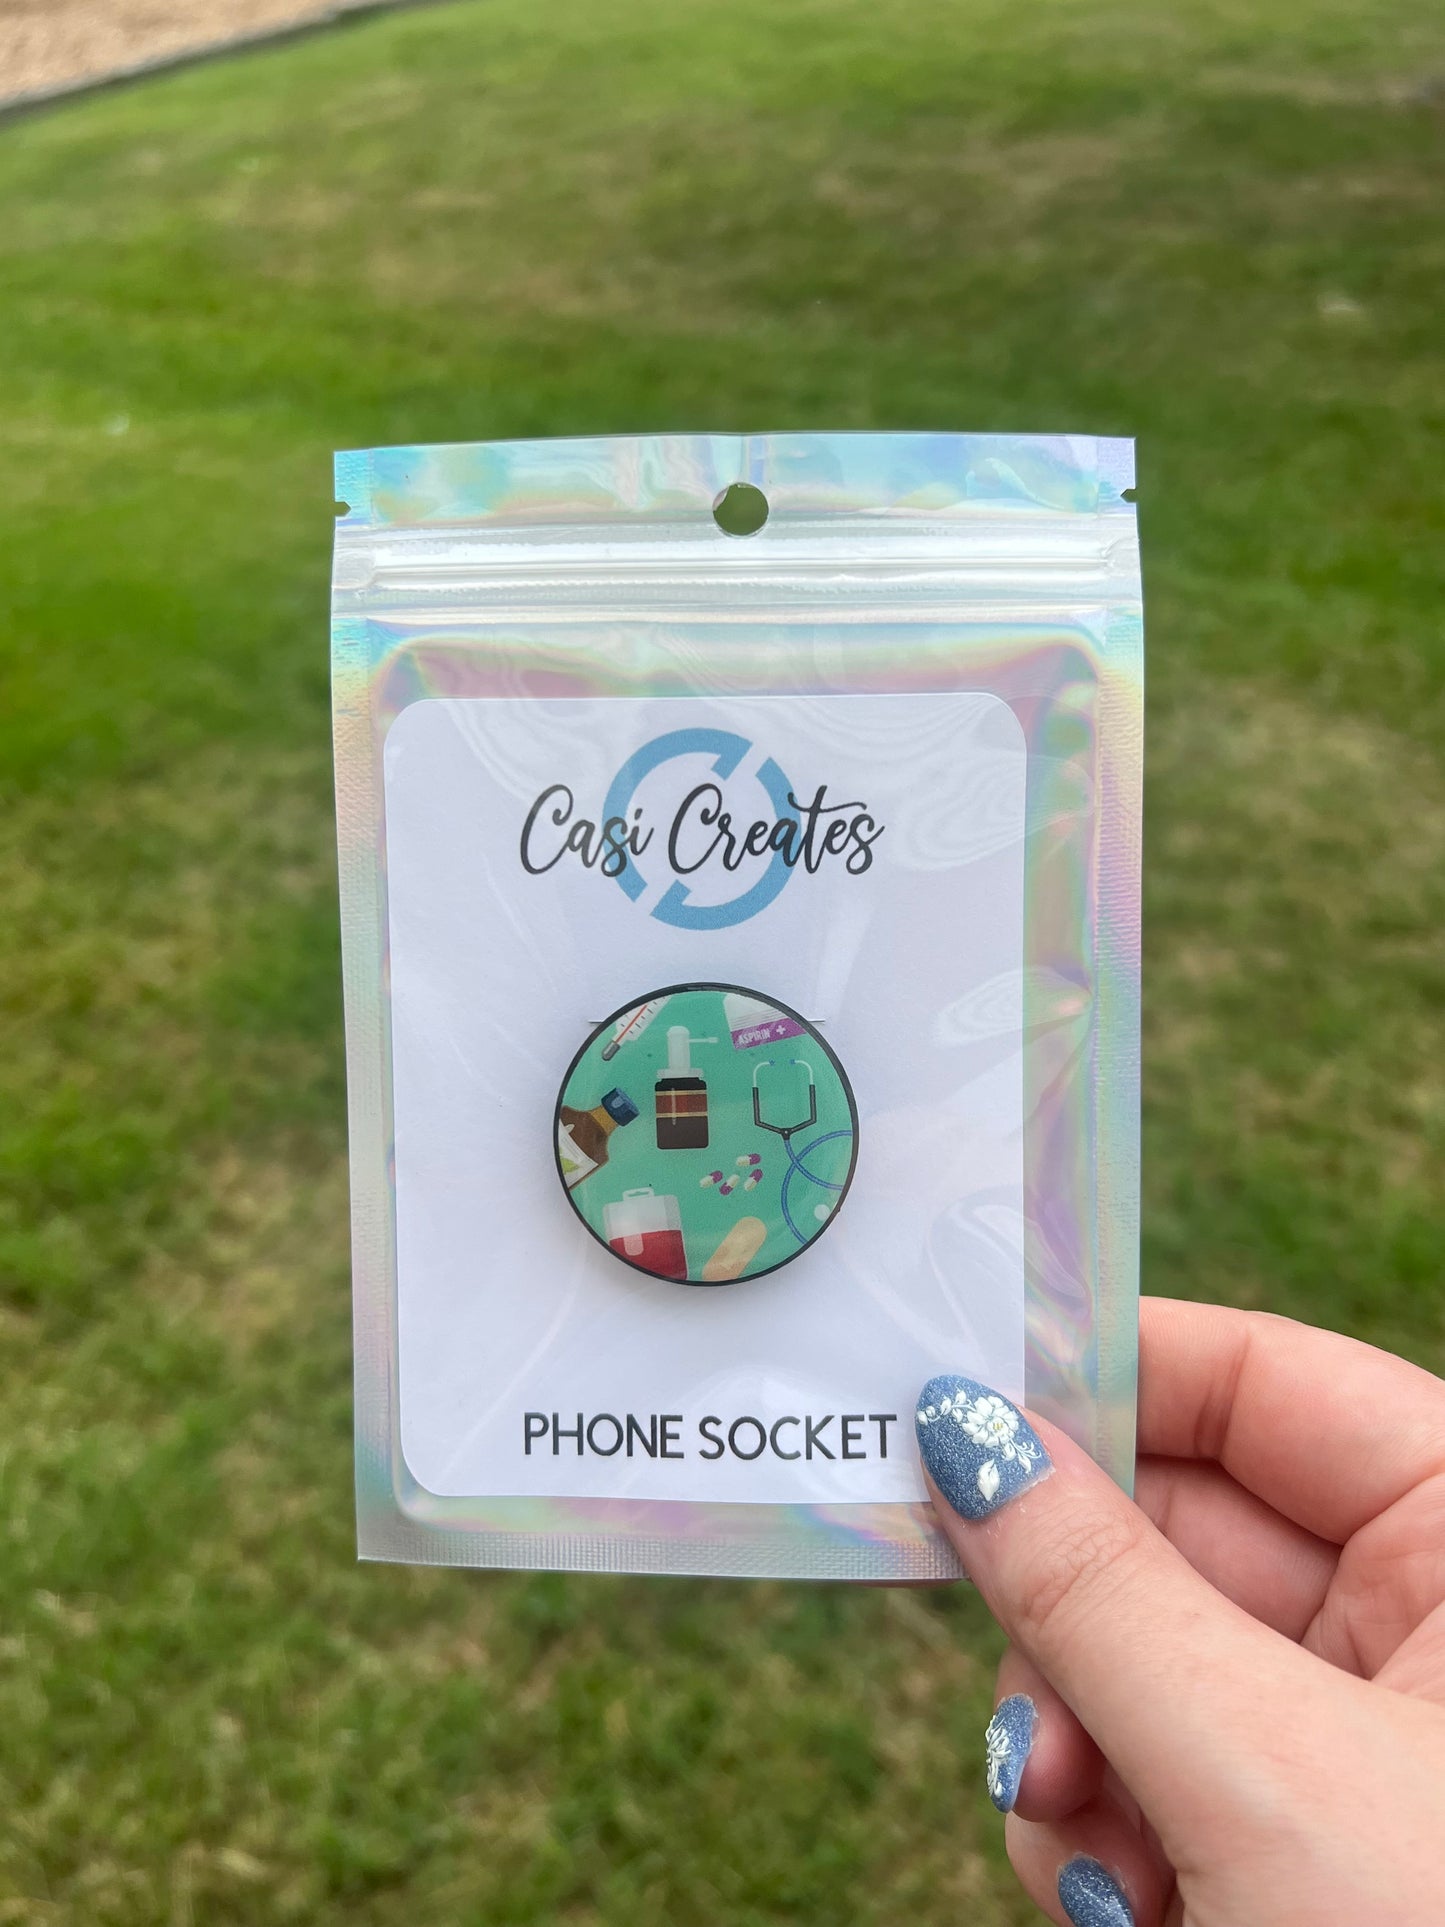 Casi Creates
ASPIRIN
PHONE SOCKET